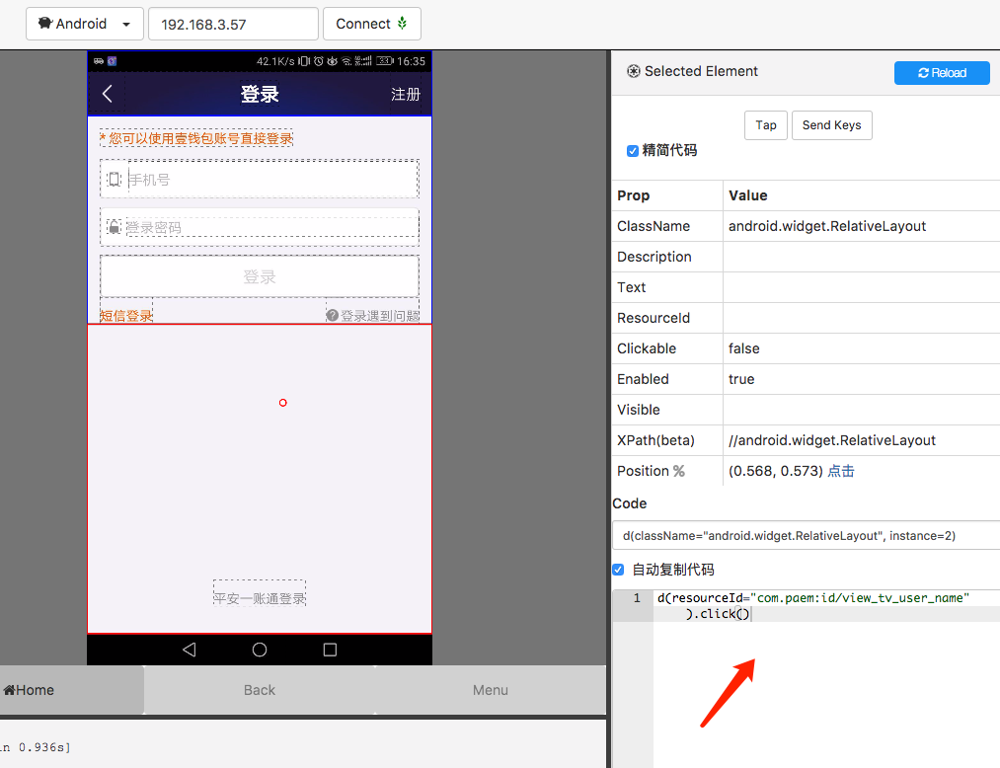 Android
192.168.3.57
Connect
42.1K/s
33
16:35
登录
注册
* 您可以使用壹钱包账号直接登录
手机号
登录密码
登录
短信登录
登录遇到问题
平安一账通登录
Home
Back
Menu
in 0.936s]
Selected Element
Reload
Tap
Send Keys
精简代码
Prop Value
ClassName android.widget.RelativeLayout
Description
Text
ResourceId
Clickable false
Enabled true
Visible
XPath(beta) //android.widget.RelativeLayout
Position % (0.568, 0.573) 点击
Code
d(className="android.widget.RelativeLayout", instance=2)
自动复制代码
1 d(resourceId="com.paem:id/view_tv_user_name"
).click()